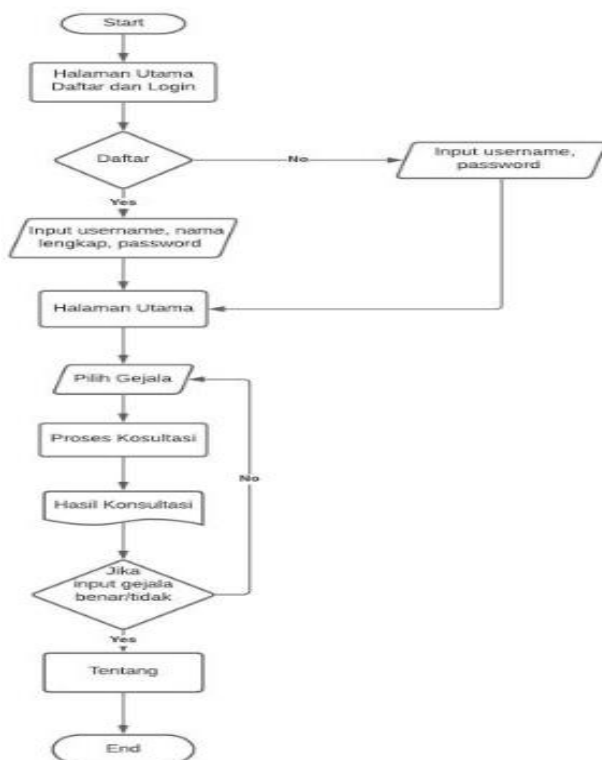 Start
Halaman Utama
Daftar dan Login
Daftar
No
Input username,
password
Yes
Input username, nama
lengkap, password
Halaman Utama
Pilih Gejala
Proses Kosultasi
No
Hasil Konsultasi
Jika
input gejala
benar/tidak
Yes
Tentang
End